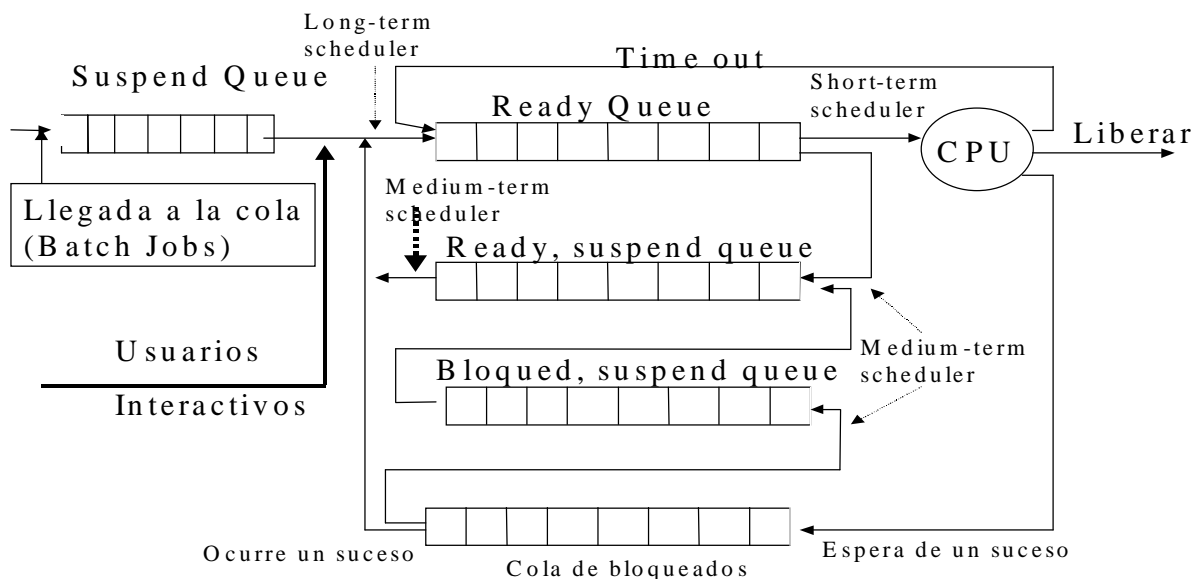 Long-term
scheduler
Suspend Queue
Time out
Ready Queue
Short-term
scheduler
CPU
Liberar
Llegada a la cola
(Batch Jobs)
Medium-term
scheduler
Ready, suspend queue
Usuarios
Interactivos
Medium-term
scheduler
Bloqued, suspend queue
Ocurre un suceso
Cola de bloqueados
Espera de un suceso